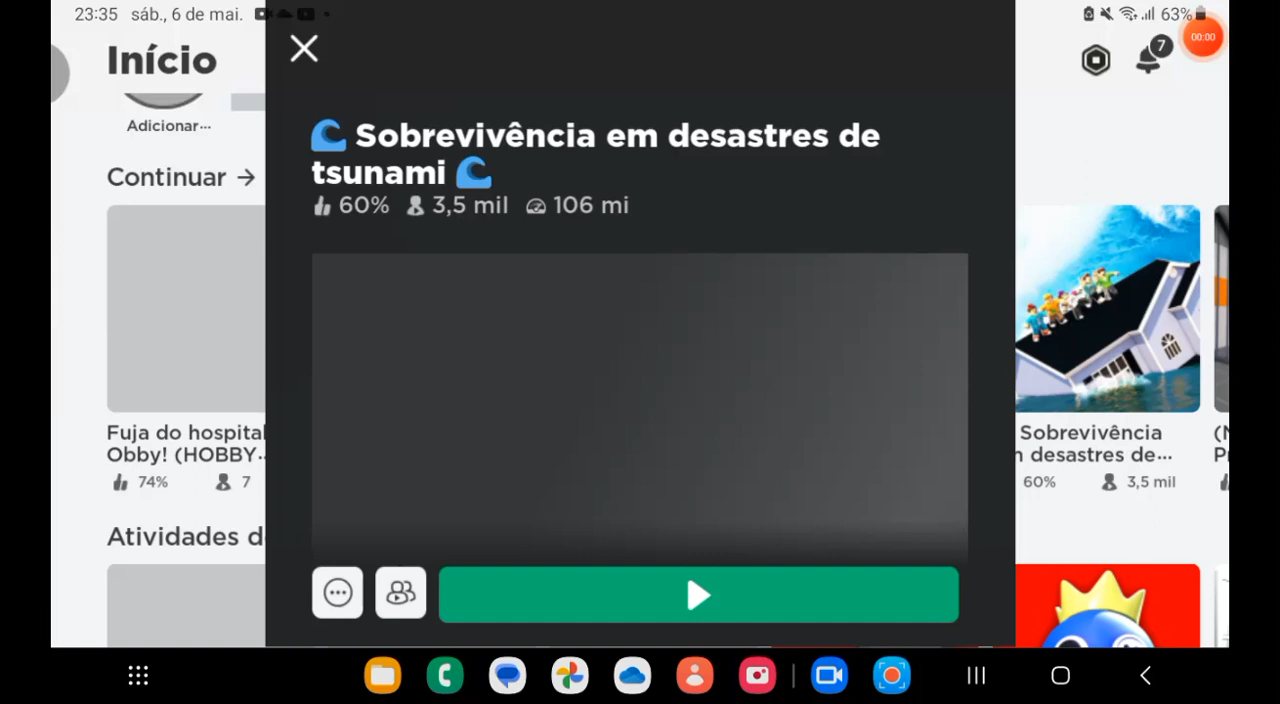 23:35 sáb., 6 de mai.
63%
00:00
Início
7
Adicionar···
Continuar →
🌊 Sobrevivência em desastres de
tsunami 🌊
60% 3,5 mil 106 mi
Fuja do hospital
Obby! (HOBBY··
74% 7
Sobrevivência
desastres de···
60% 3,5 mil
Atividades d